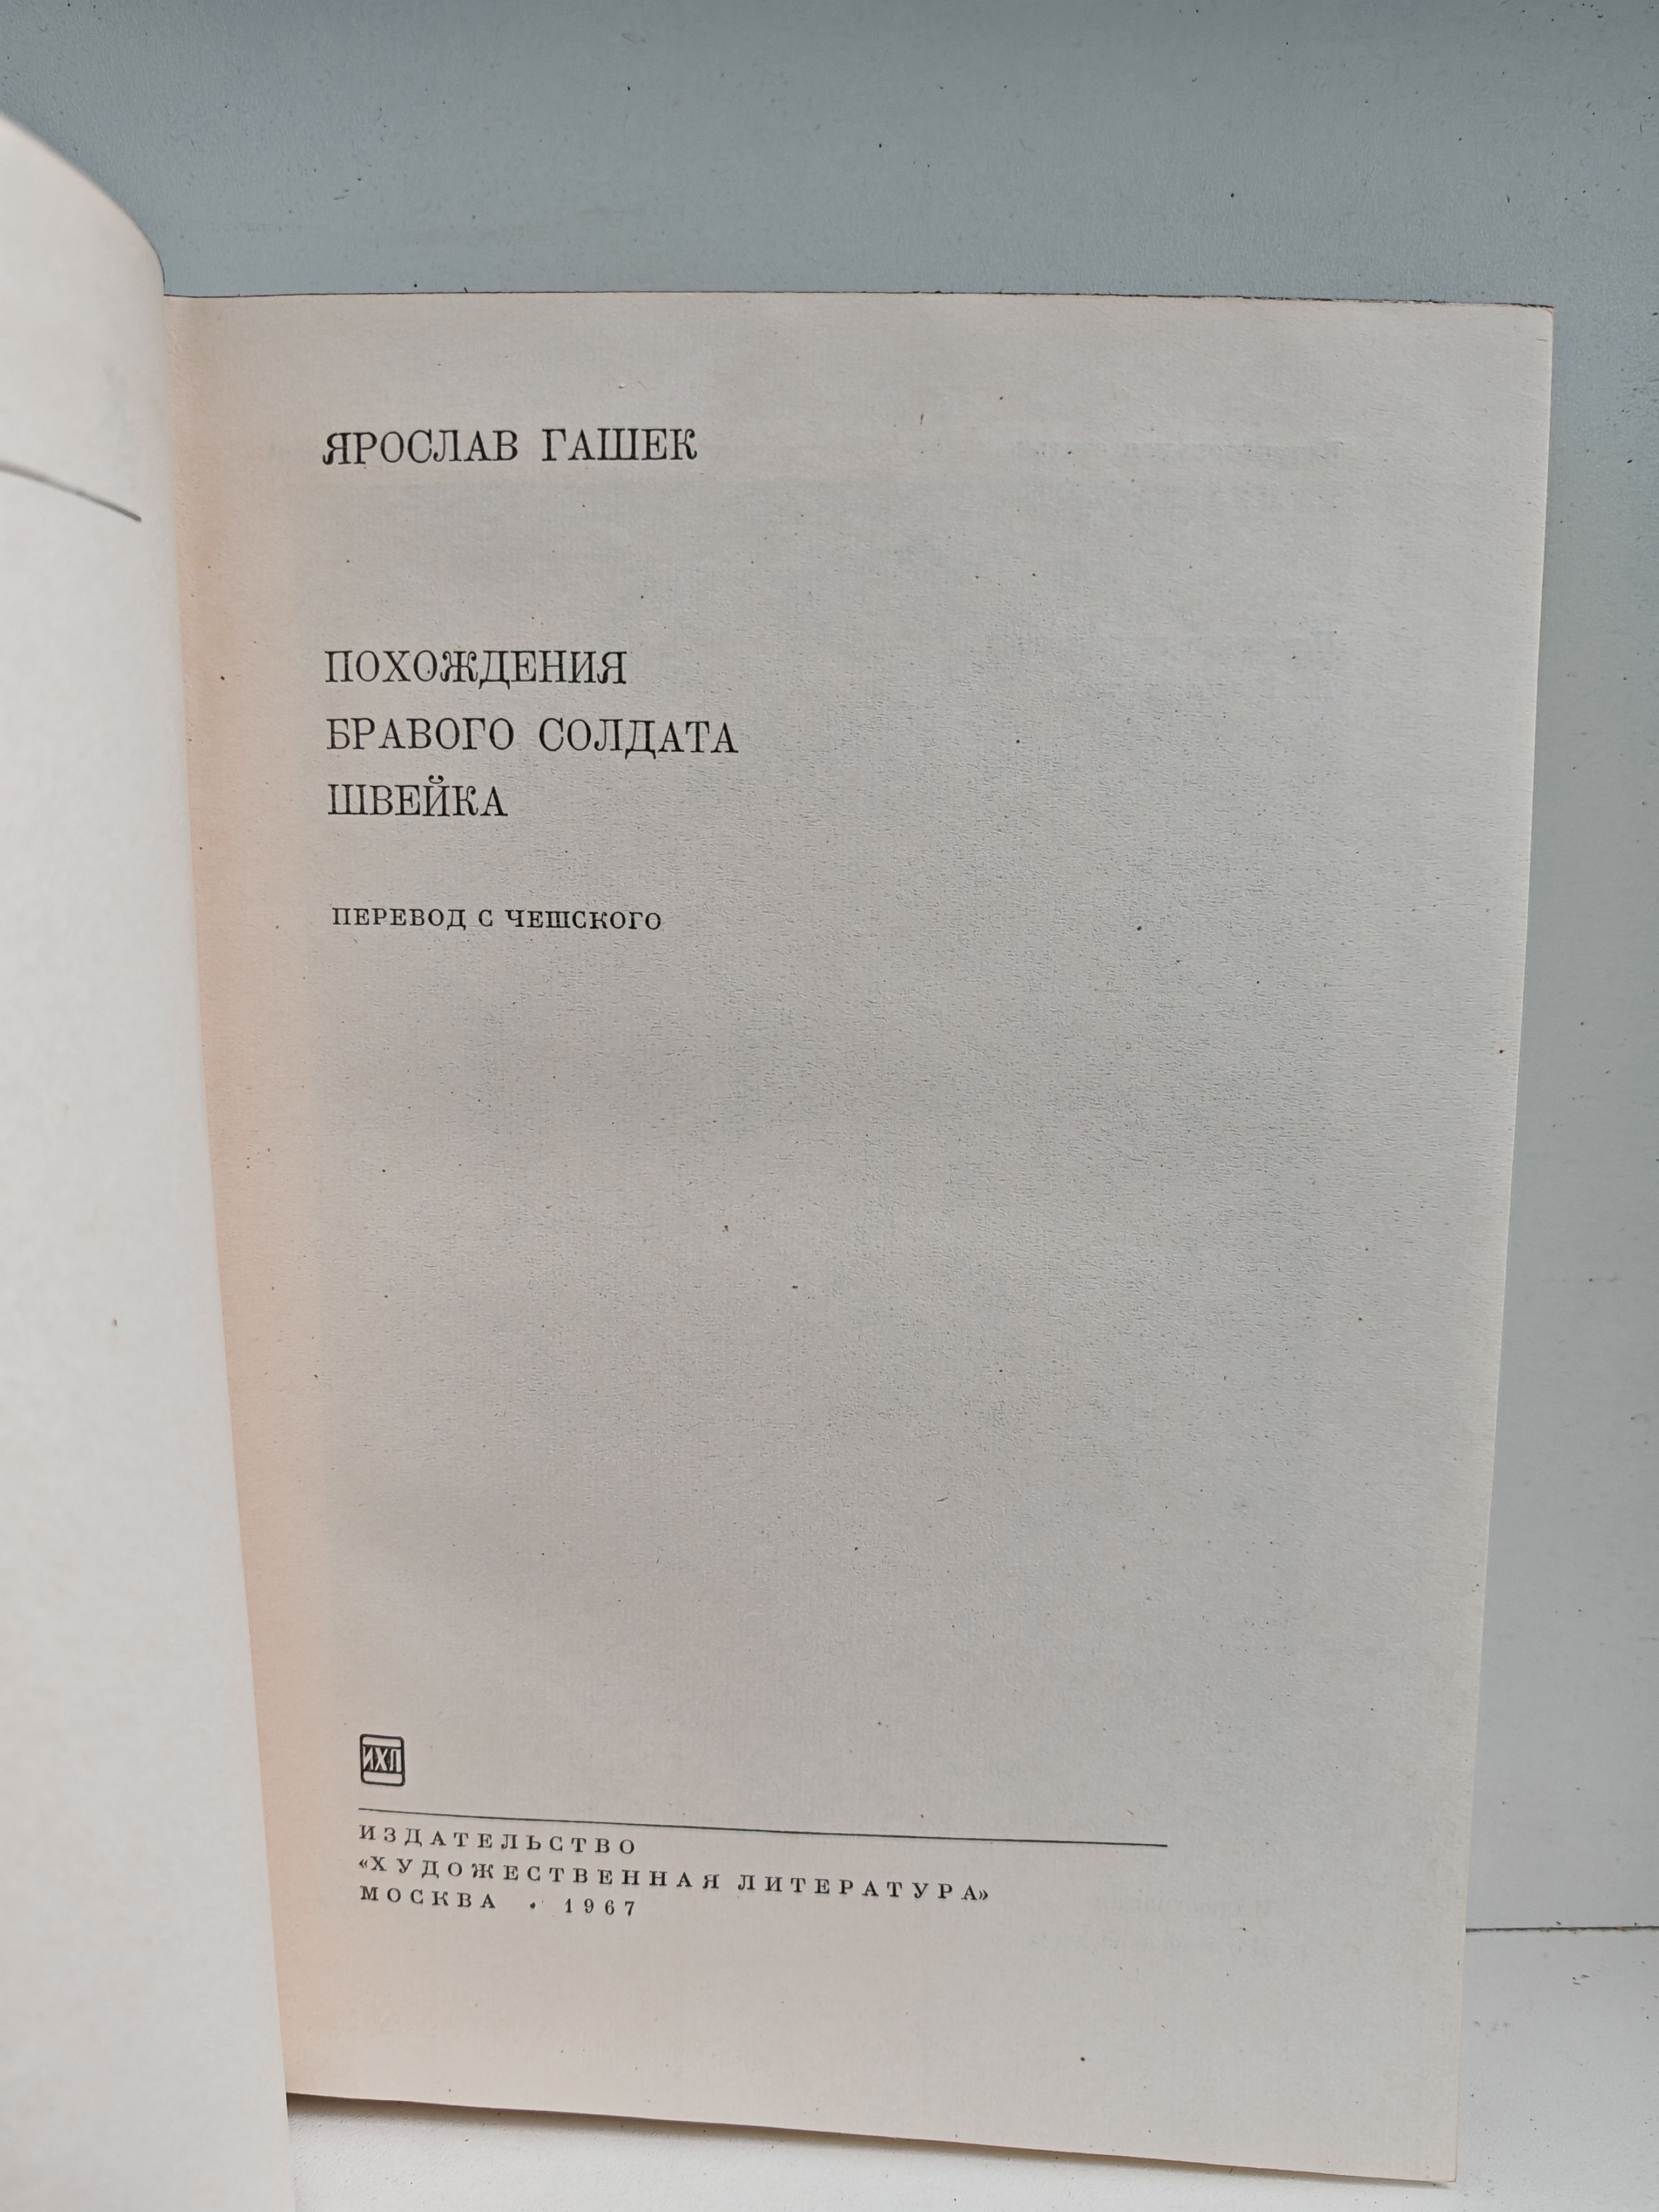 ЯРОСЛАВ ГАШЕК
ПОХОЖДЕНИЯ
БРАВОГО СОЛДАТА
ШВЕЙКА
ПЕРЕВОД С ЧЕШСКОГО
ИХЛ
ИЗДАТЕЛЬСТВО
«ХУДОЖЕСТВЕННАЯ ЛИТЕРАТУРА»
МОСКВА · 1967